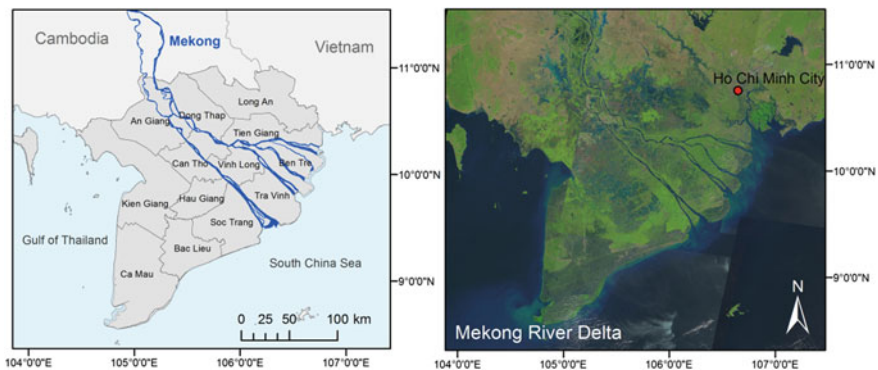 Cambodia
Mekong
Vietnam
Long An
An Giang
Dong Thap
Tien Giang
Can Tho
Vinh Long
Ben Tre
Kien Giang
Hau Giang
Tra Vinh
Soc Trang
Gulf of Thailand
Bac Lieu
South China Sea
Ca Mau
0 25 50 100 km
11°0'0"N
10°0'0"N
9°0'0"N
104°0'0"E 105°0'0"E 106°0'0"E 107°0'0"E
Ho Chi Minh City
N
Mekong River Delta
11°0'0"N
10°0'0"N
9°0'0"N
104°0'0"E 105°0'0"E 106°0'0"E 107°0'0"E